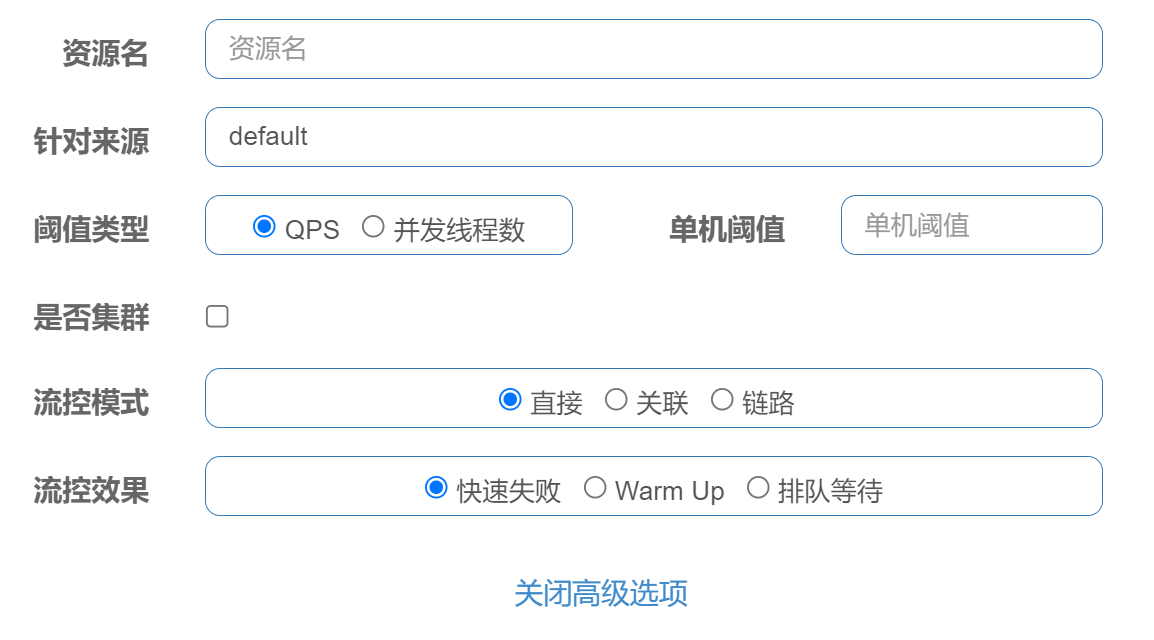 资源名 资源名
针对来源 default
阈值类型 QPS 并发线程数 单机阈值 单机阈值
是否集群
流控模式 直接 关联 链路
流控效果 快速失败 Warm Up 排队等待
关闭高级选项